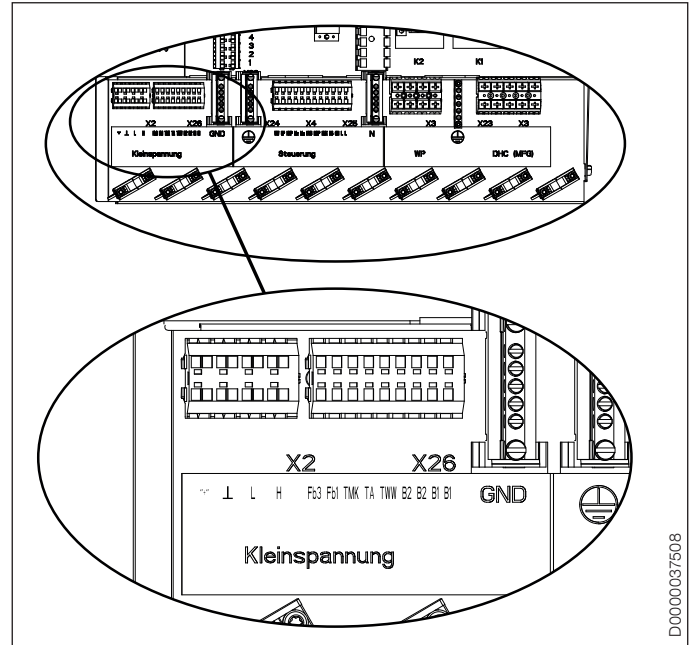 4
3
2
1
K2 K1
X2 X26 GND X24 X4 X25 N X3 X23 X3
⊥ L H
Kleinspannung Steuerung WP DHC (MFG)
X2 X26
"+" ⊥ L H Fb3 Fb1 TMK TA TWW B2 B2 B1 B1 GND
Kleinspannung
D0000037508